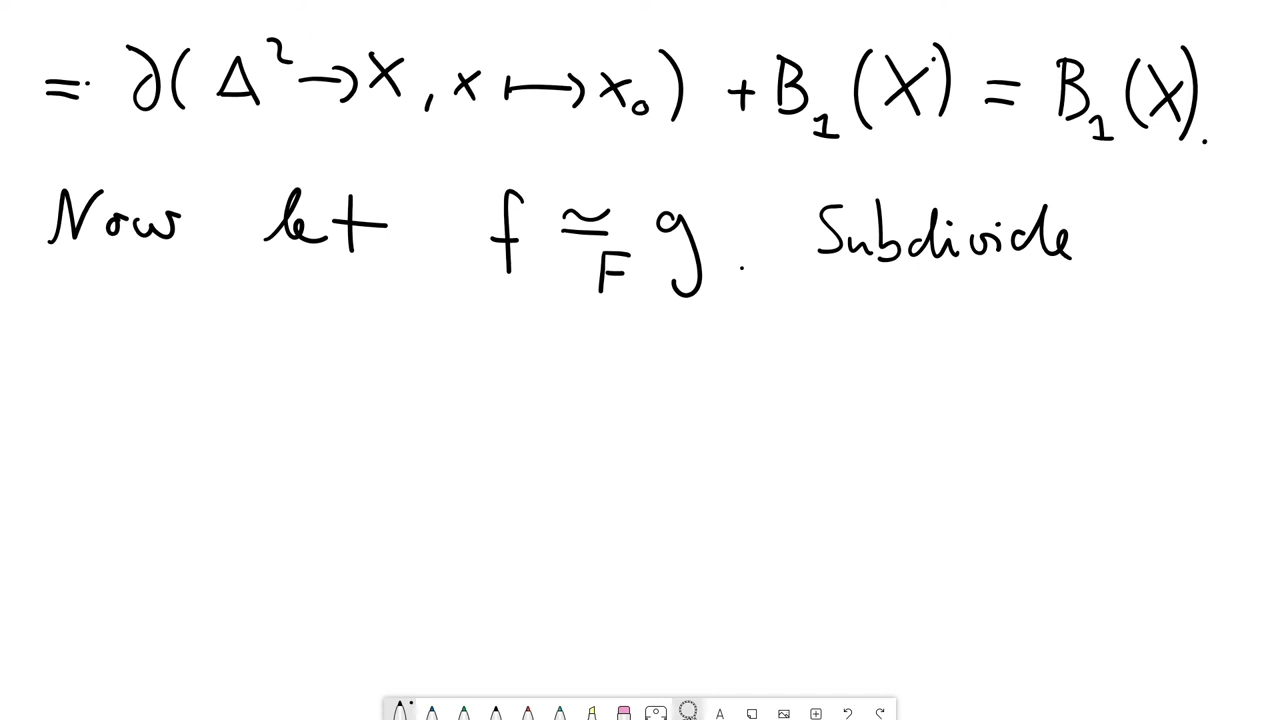 = ∂(Δ² → X, x ⟼ x₀) + B₁(X) = B₁(X).
Now let f ≃_F g. Subdivide